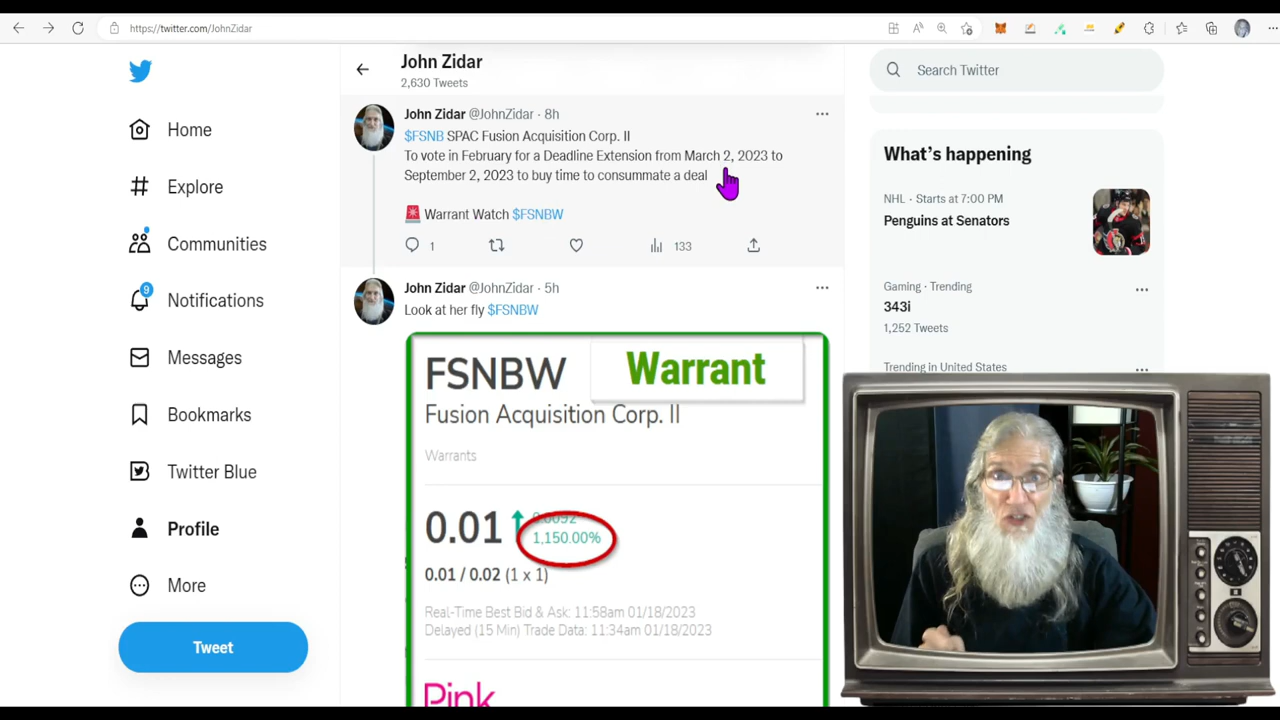 https://twitter.com/JohnZidar
John Zidar
2,630 Tweets
Home
Explore
Communities
9
Notifications
Messages
Bookmarks
Twitter Blue
Profile
More
Tweet
John Zidar @JohnZidar · 8h
$FSNB SPAC Fusion Acquisition Corp. II
To vote in February for a Deadline Extension from March 2, 2023 to
September 2, 2023 to buy time to consummate a deal
🚨 Warrant Watch $FSNBW
1
133
John Zidar @JohnZidar · 5h
Look at her fly $FSNBW
FSNBW Warrant
Fusion Acquisition Corp. II
Warrants
0.01 0.0092
1,150.00%
0.01 / 0.02 (1 x 1)
Real-Time Best Bid & Ask: 11:58am 01/18/2023
Delayed (15 Min) Trade Data: 11:34am 01/18/2023
Pink
Search Twitter
What's happening
NHL · Starts at 7:00 PM
Penguins at Senators
Gaming · Trending
343i
1,252 Tweets
Trending in United States